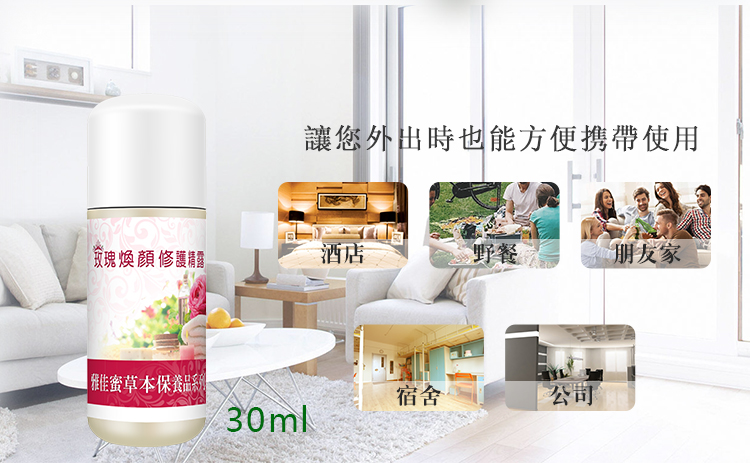 讓您外出時也能方便携帶使用
酒店
野餐
朋友家
玫瑰煥顏修護精露
雅佳蜜草本保養品系列
宿舍
公司
30ml